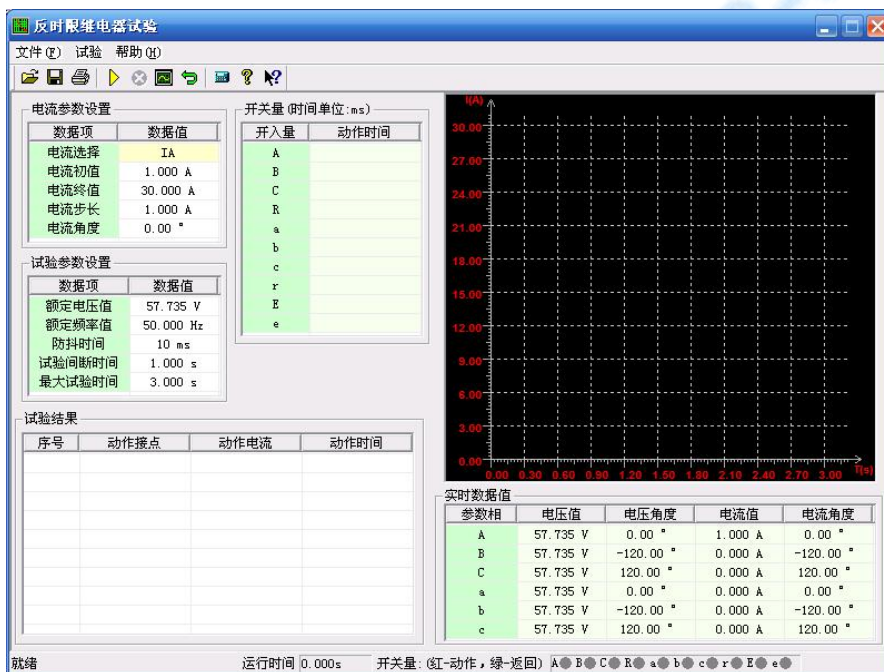 反时限继电器试验
文件(F) 试验 帮助(H)
电流参数设置
数据项 数据值
电流选择 IA
电流初值 1.000 A
电流终值 30.000 A
电流步长 1.000 A
电流角度 0.00 °
试验参数设置
数据项 数据值
额定电压值 57.735 V
额定频率值 50.000 Hz
防抖时间 10 ms
试验间断时间 1.000 s
最大试验时间 3.000 s
开关量(时间单位:ms)
开入量 动作时间
A
B
C
R
a
b
c
r
E
e
I(A)
30.00
27.00
24.00
21.00
18.00
15.00
12.00
9.00
6.00
3.00
0.00
0.00 0.30 0.60 0.90 1.20 1.50 1.80 2.10 2.40 2.70 3.00 T(s)
试验结果
序号 动作接点 动作电流 动作时间
实时数据值
参数相 电压值 电压角度 电流值 电流角度
A 57.735 V 0.00 ° 1.000 A 0.00 °
B 57.735 V -120.00 ° 0.000 A -120.00 °
C 57.735 V 120.00 ° 0.000 A 120.00 °
a 57.735 V 0.00 ° 0.000 A 0.00 °
b 57.735 V -120.00 ° 0.000 A -120.00 °
c 57.735 V 120.00 ° 0.000 A 120.00 °
就绪 运行时间 0.000s 开关量:(红-动作，绿-返回) A B C R a b c r E e